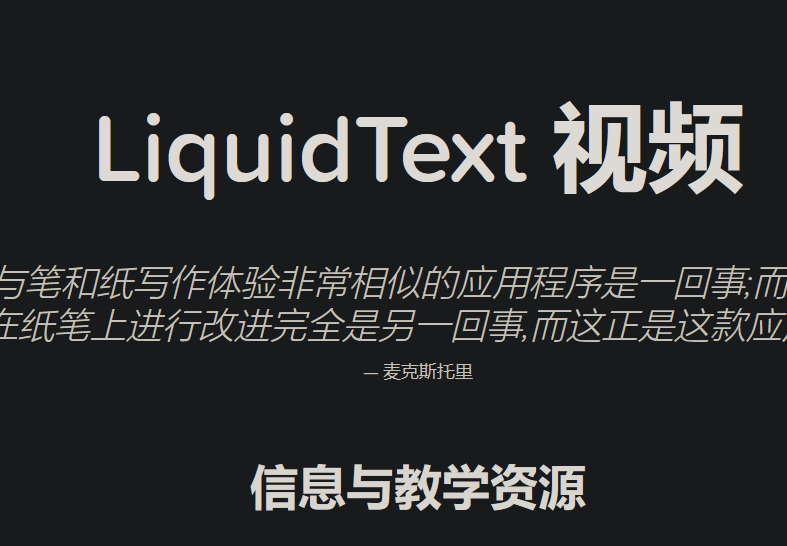 LiquidText 视频
与笔和纸写作体验非常相似的应用程序是一回事;而
在纸笔上进行改进完全是另一回事,而这正是这款应
— 麦克斯托里
信息与教学资源